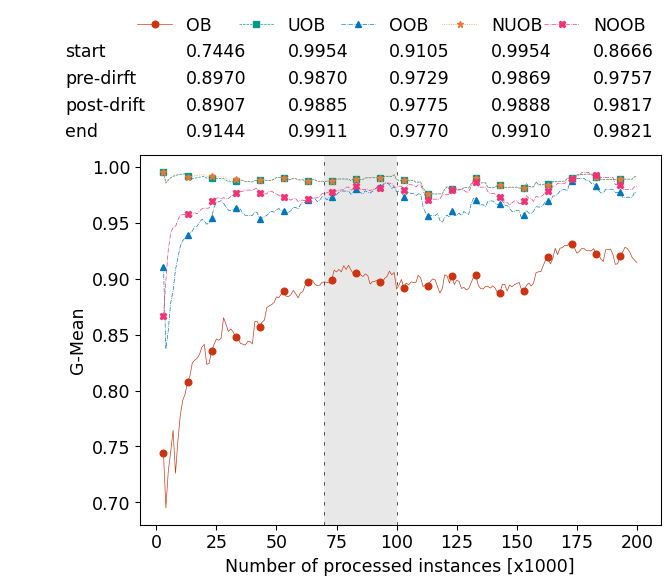 OB UOB OOB NUOB NOOB
start 0.7446 0.9954 0.9105 0.9954 0.8666
pre-dirft 0.8970 0.9870 0.9729 0.9869 0.9757
post-drift 0.8907 0.9885 0.9775 0.9888 0.9817
end 0.9144 0.9911 0.9770 0.9910 0.9821
1.00
0.95
0.90
0.85
0.80
0.75
0.70
G-Mean
0 25 50 75 100 125 150 175 200
Number of processed instances [x1000]